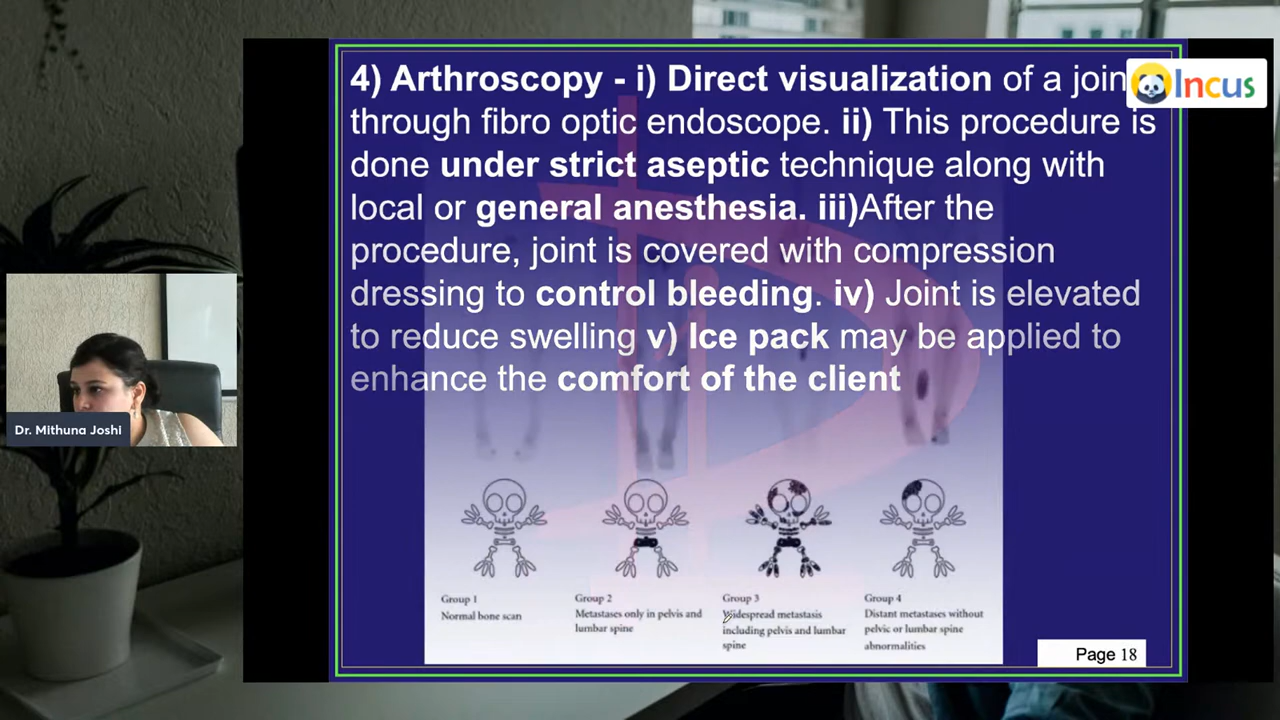 4) Arthroscopy - i) Direct visualization of a join
Incus
through fibro optic endoscope. ii) This procedure is
done under strict aseptic technique along with
local or general anesthesia. iii)After the
procedure, joint is covered with compression
dressing to control bleeding. iv) Joint is elevated
to reduce swelling v) Ice pack may be applied to
enhance the comfort of the client
Dr. Mithuna Joshi
Group 1
Normal bone scan
Group 2
Metastases only in pelvis and
lumbar spine
Group 3
Widespread metastasis
including pelvis and lumbar
spine
Group 4
Distant metastases without
pelvic or lumbar spine
abnormalities
Page 18